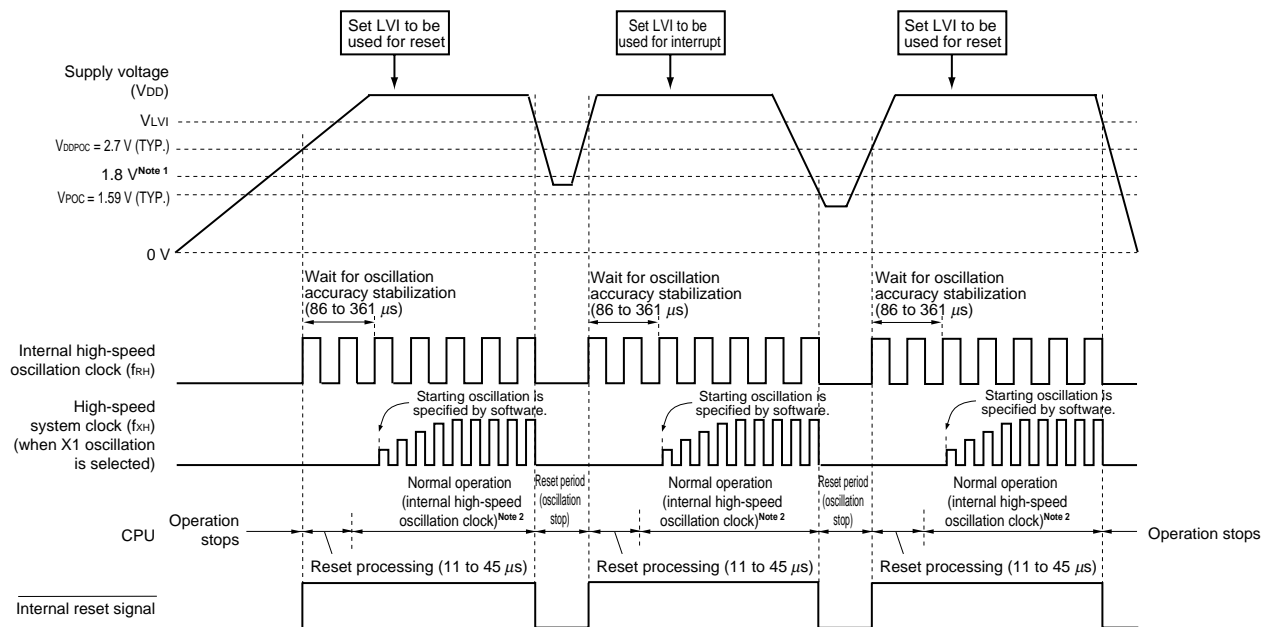 Set LVI to be
used for reset
Set LVI to be
used for interrupt
Set LVI to be
used for reset
Supply voltage
(VDD)
VLVI
VDDPOC = 2.7 V (TYP.)
1.8 V Note 1
VPOC = 1.59 V (TYP.)
0 V
Wait for oscillation
accuracy stabilization
(86 to 361 μs)
Wait for oscillation
accuracy stabilization
(86 to 361 μs)
Wait for oscillation
accuracy stabilization
(86 to 361 μs)
Internal high-speed
oscillation clock (fRH)
High-speed
system clock (fXH)
(when X1 oscillation
is selected)
Starting oscillation is
specified by software.
Starting oscillation is
specified by software.
Starting oscillation is
specified by software.
CPU
Operation
stops
Normal operation
(internal high-speed
oscillation clock)Note 2
Reset period
(oscillation
stop)
Normal operation
(internal high-speed
oscillation clock)Note 2
Reset period
(oscillation
stop)
Normal operation
(internal high-speed
oscillation clock)Note 2
Operation stops
Reset processing (11 to 45 μs)
Reset processing (11 to 45 μs)
Reset processing (11 to 45 μs)
Internal reset signal